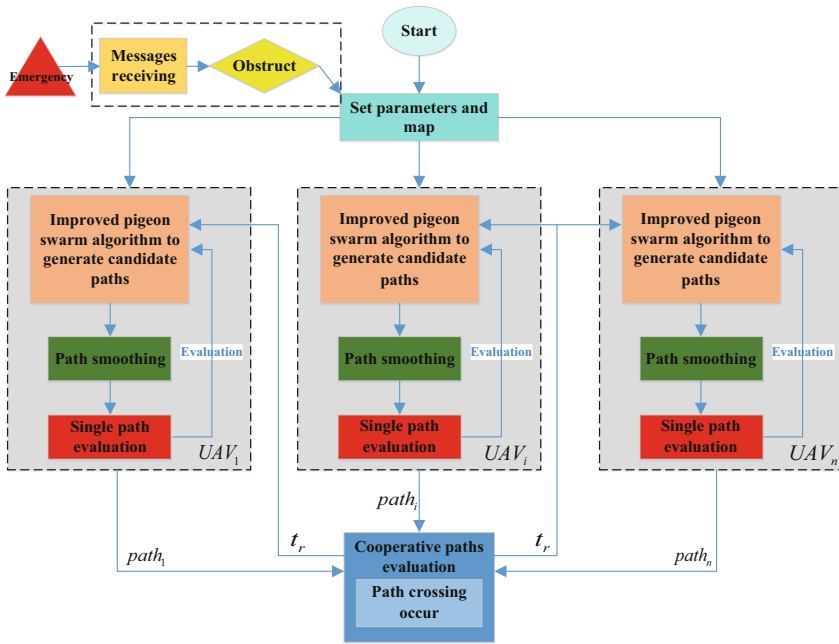 Start
Emergency
Messages
receiving
Obstruct
Set parameters and
map
Improved pigeon
swarm algorithm to
generate candidate
paths
Path smoothing
Evaluation
Single path
evaluation
UAV₁
Improved pigeon
swarm algorithm to
generate candidate
paths
Path smoothing
Evaluation
Single path
evaluation
UAVᵢ
Improved pigeon
swarm algorithm to
generate candidate
paths
Path smoothing
Evaluation
Single path
evaluation
UAVₙ
path₁
tᵣ
pathᵢ
tᵣ
pathₙ
Cooperative paths
evaluation
Path crossing
occur